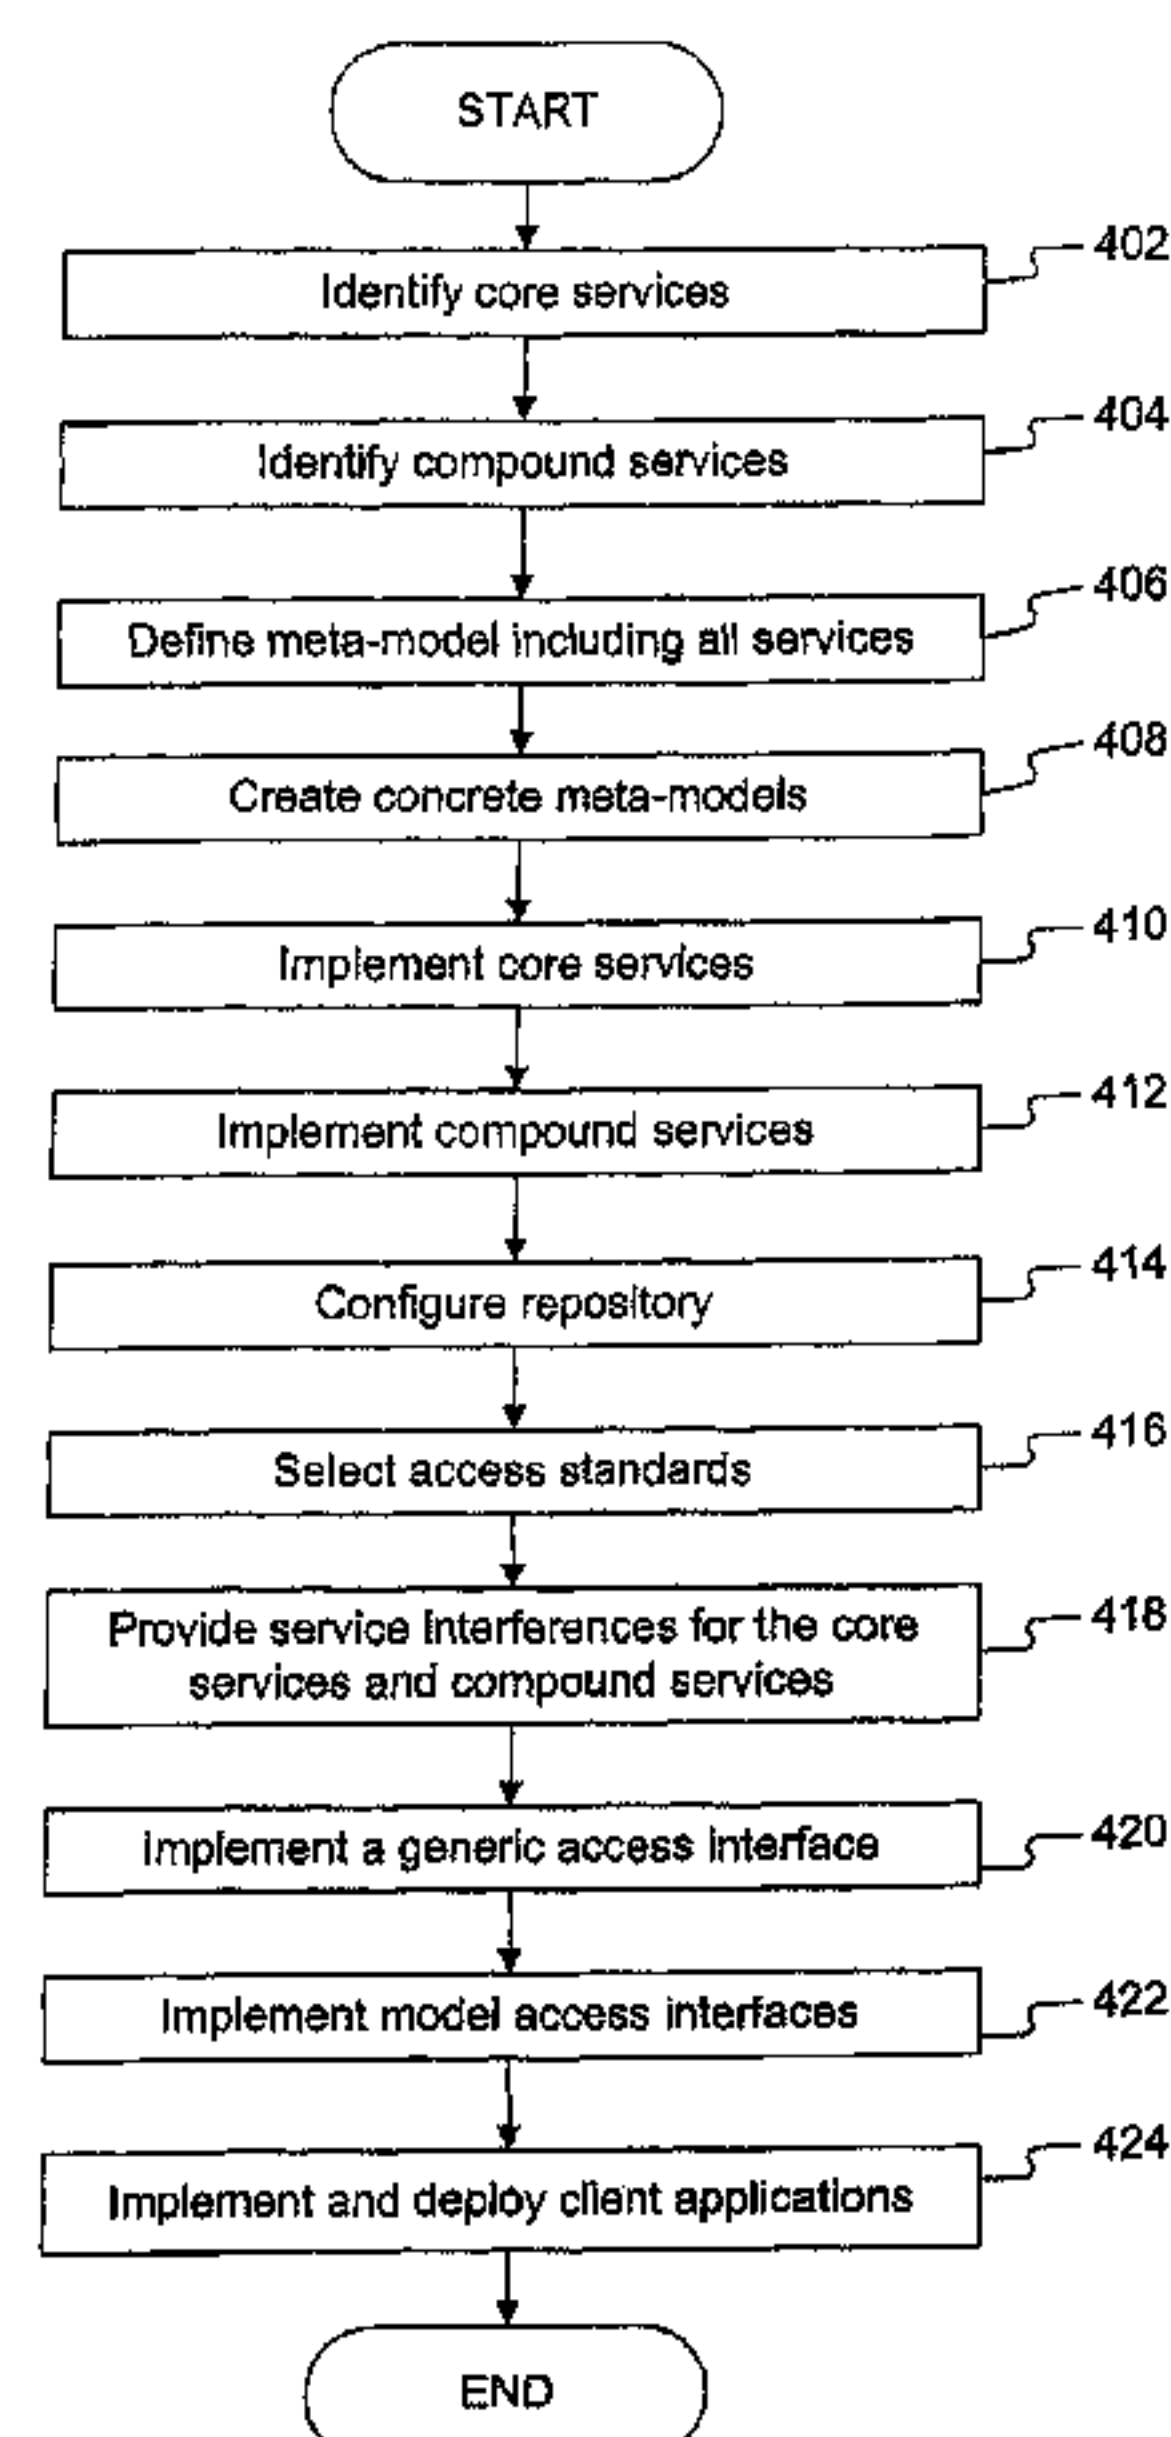 START
Identify core services
402
Identify compound services
404
Define meta-model including all services
406
Create concrete meta-models
408
Implement core services
410
Implement compound services
412
Configure repository
414
Select access standards
416
Provide service Interferences for the core
services and compound services
418
Implement a generic access interface
420
Implement model access interfaces
422
Implement and deploy client applications
424
END